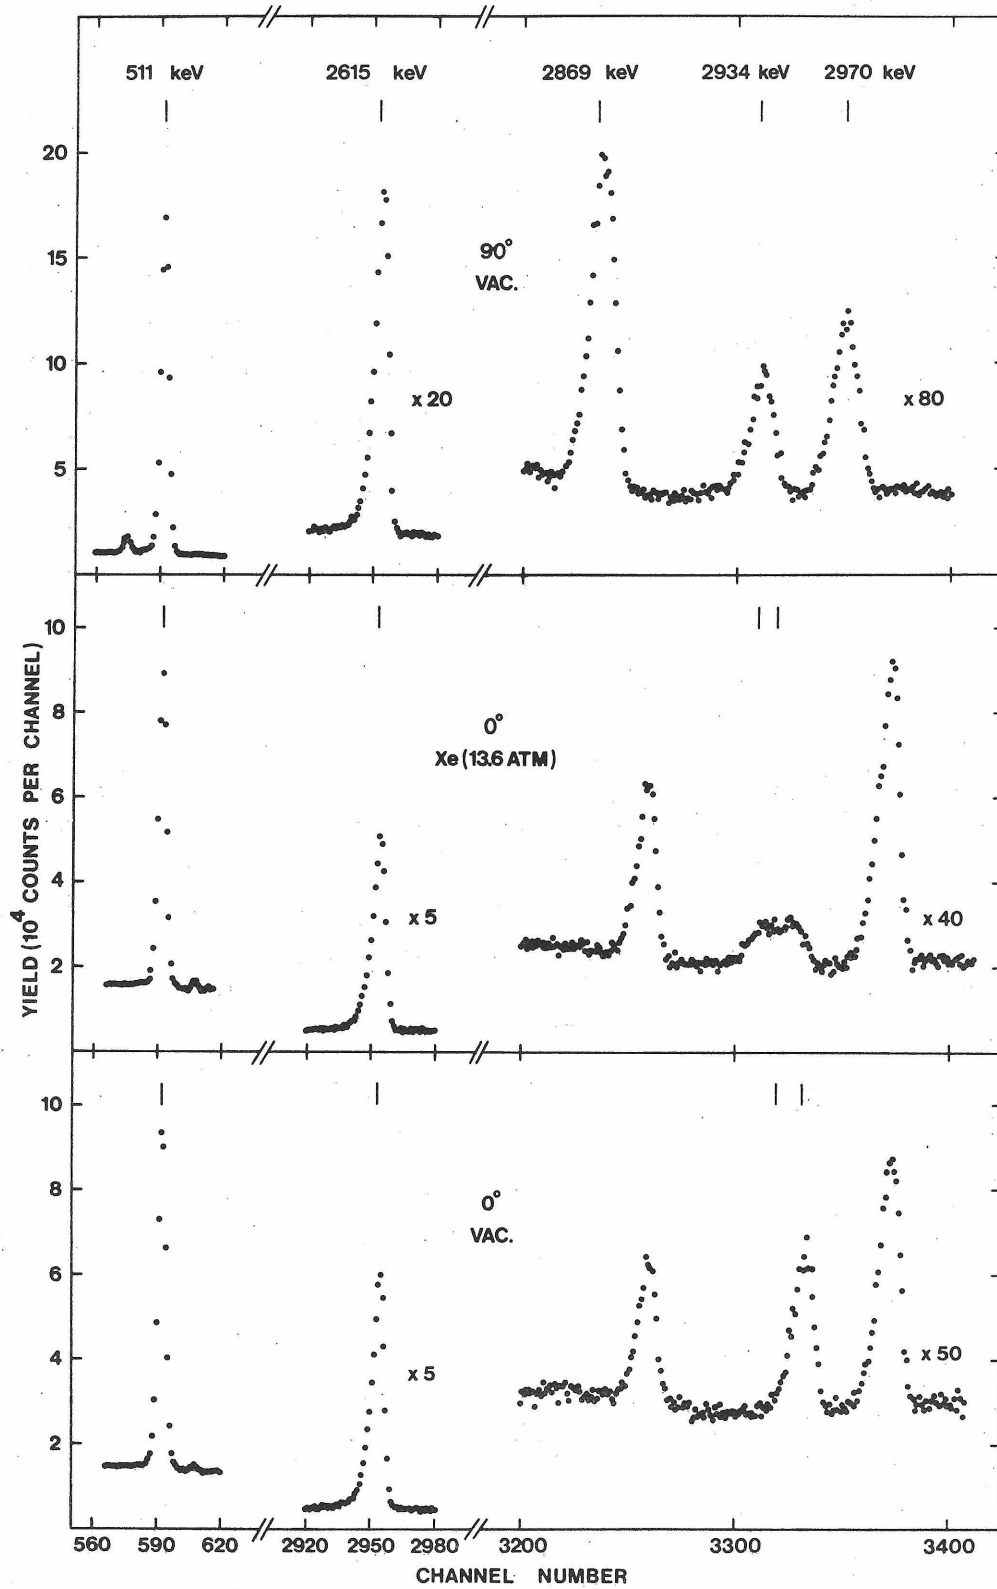 511 keV 2615 keV 2869 keV 2934 keV 2970 keV
20
15
90°
VAC.
10
x 20
x 80
5
10
8
0°
Xe (13.6 ATM)
6
4
x 5
x 40
2
YIELD (10⁴ COUNTS PER CHANNEL)
10
8
0°
VAC.
6
4
x 5
x 50
2
560 590 620 2920 2950 2980 3200 3300 3400
CHANNEL NUMBER